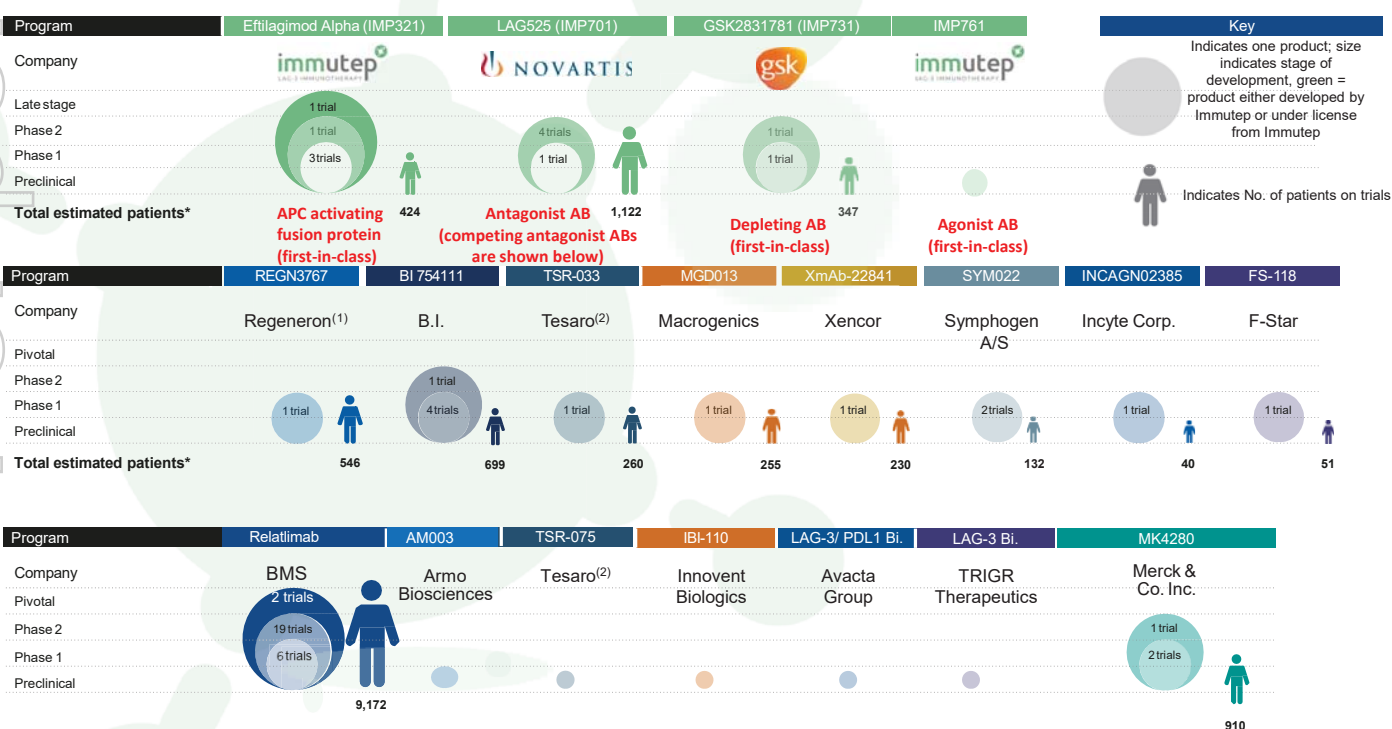 Program
Eftilagimod Alpha (IMP321)
LAG525 (IMP701)
GSK2831781 (IMP731)
IMP761
Key
Company
immutep
LAG-3 IMMUNOTHERAPY
NOVARTIS
gsk
immutep
LAG-3 IMMUNOTHERAPY
Indicates one product; size
indicates stage of
development, green =
product either developed by
Immutep or under license
from Immutep
Late stage
1 trial
Phase 2
1 trial
4 trials
1 trial
Phase 1
3 trials
1 trial
1 trial
Preclinical
Indicates No. of patients on trials
Total estimated patients*
424
1,122
347
APC activating
fusion protein
(first-in-class)
Antagonist AB
(competing antagonist ABs
are shown below)
Depleting AB
(first-in-class)
Agonist AB
(first-in-class)
Program
REGN3767
BI 754111
TSR-033
MGD013
XmAb-22841
SYM022
INCAGN02385
FS-118
Company
Regeneron(1)
B.I.
Tesaro(2)
Macrogenics
Xencor
Symphogen
A/S
Incyte Corp.
F-Star
Pivotal
Phase 2
1 trial
Phase 1
1 trial
4 trials
1 trial
1 trial
1 trial
2 trials
1 trial
1 trial
Preclinical
Total estimated patients*
546
699
260
255
230
132
40
51
Program
Relatlimab
AM003
TSR-075
IBI-110
LAG-3/ PDL1 Bi.
LAG-3 Bi.
MK4280
Company
BMS
Armo
Biosciences
Tesaro(2)
Innovent
Biologics
Avacta
Group
TRIGR
Therapeutics
Merck &
Co. Inc.
Pivotal
2 trials
Phase 2
19 trials
1 trial
Phase 1
6 trials
2 trials
Preclinical
9,172
910